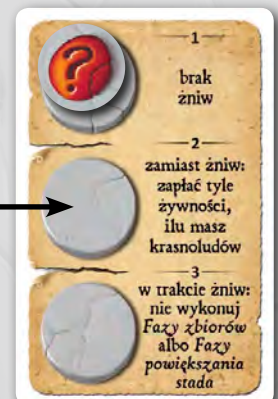 1
?
brak
żniw
2
zamiast żniw:
zapłać tyle
żywności,
ilu masz
krasnoludów
3
w trakcie żniw:
nie wykonuj
Fazy zbiorów
albo Fazy
powiększania
stada